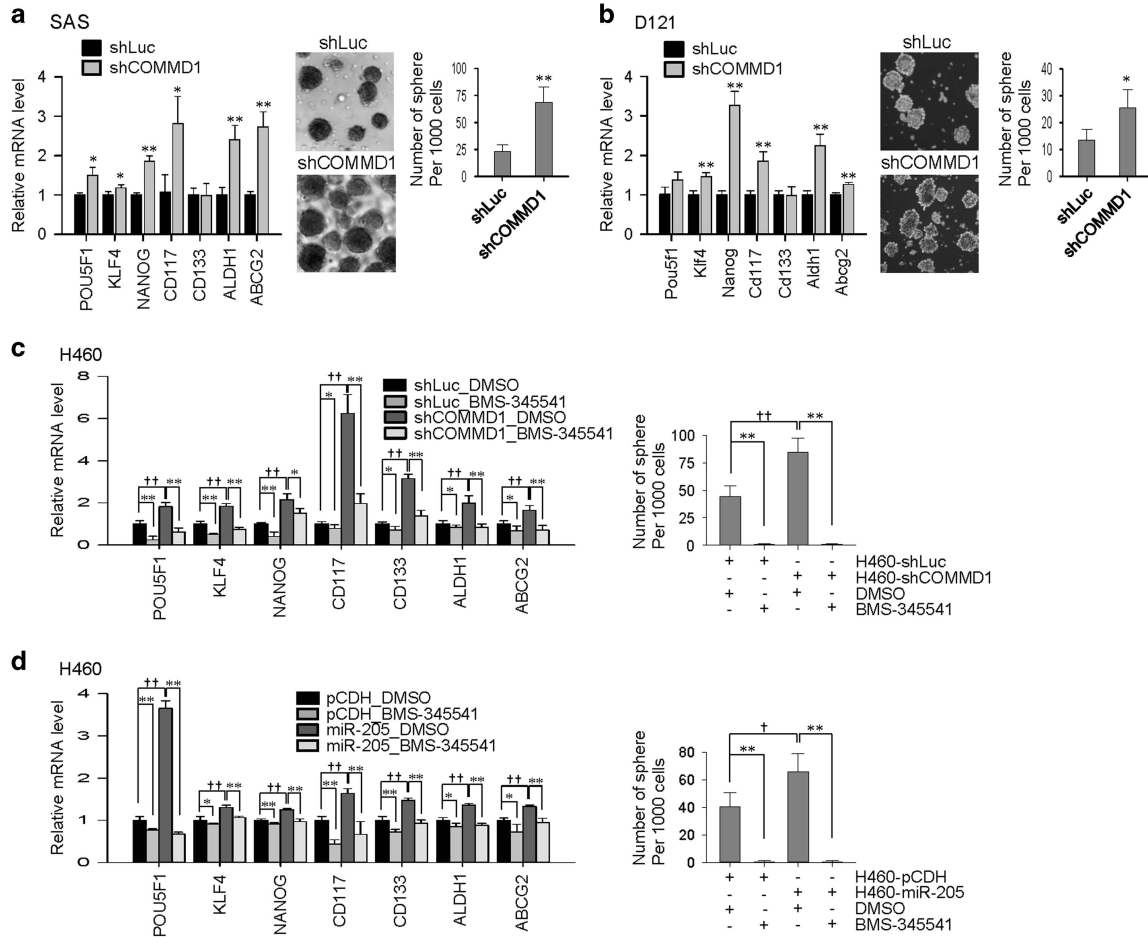 a
SAS
shLuc
shCOMMD1
Relative mRNA level
4
3
2
1
0
POU5F1
KLF4
NANOG
CD117
CD133
ALDH1
ABCG2
*
*
**
*
**
**
shLuc
shCOMMD1
Number of sphere
Per 1000 cells
100
75
50
25
0
**
shLuc
shCOMMD1
b
D121
shLuc
shCOMMD1
Relative mRNA level
4
3
2
1
0
Pou5f1
Klf4
Nanog
Cd117
Cd133
Aldh1
Abcg2
**
**
**
**
**
shLuc
shCOMMD1
Number of sphere
Per 1000 cells
40
30
20
10
0
*
shLuc
shCOMMD1
c
H460
shLuc_DMSO
shLuc_BMS-345541
shCOMMD1_DMSO
shCOMMD1_BMS-345541
Relative mRNA level
8
6
4
2
0
†† ** **
†† ** **
†† ** *
†† * **
†† * **
†† * **
†† * **
POU5F1
KLF4
NANOG
CD117
CD133
ALDH1
ABCG2
Number of sphere
Per 1000 cells
100
75
50
25
0
†† **
**
+ + - - H460-shLuc
- - + + H460-shCOMMD1
+ - + - DMSO
- + - + BMS-345541
d
H460
pCDH_DMSO
pCDH_BMS-345541
miR-205_DMSO
miR-205_BMS-345541
Relative mRNA level
4
3
2
1
0
†† ** **
†† * **
†† ** **
†† ** **
†† ** **
†† * **
†† * **
POU5F1
KLF4
NANOG
CD117
CD133
ALDH1
ABCG2
Number of sphere
Per 1000 cells
80
60
40
20
0
† **
**
+ + - - H460-pCDH
- - + + H460-miR-205
+ - + - DMSO
- + - + BMS-345541